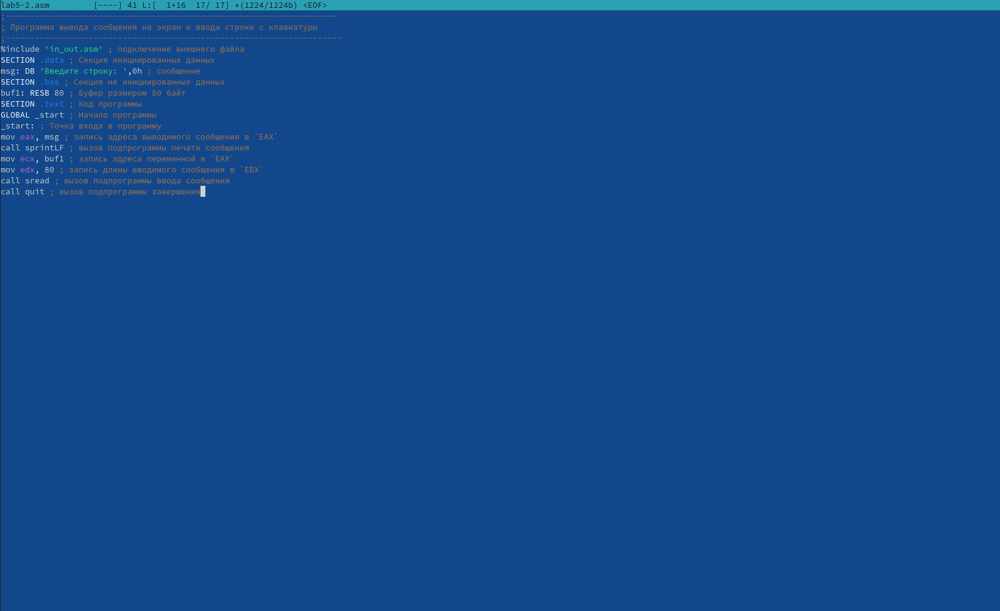 lab5-2.asm [----] 41 L:[ 1+16 17/ 17] *(1224/1224b) <EOF>
;--------------------------------------------------------------------
; Программа вывода сообщения на экран и ввода строки с клавиатуры
;---------------------------------------------------------------------
%include 'in_out.asm' ; подключение внешнего файла
SECTION .data ; Секция инициированных данных
msg: DB 'Введите строку: ',0h ; сообщение
SECTION .bss ; Секция не инициированных данных
buf1: RESB 80 ; Буфер размером 80 байт
SECTION .text ; Код программы
GLOBAL _start ; Начало программы
_start: ; Точка входа в программу
mov eax, msg ; запись адреса выводимого сообщения в `EAX`
call sprintLF ; вызов подпрограммы печати сообщения
mov ecx, buf1 ; запись адреса переменной в `EAX`
mov edx, 80 ; запись длины вводимого сообщения в `EBX`
call sread ; вызов подпрограммы ввода сообщения
call quit ; вызов подпрограммы завершения